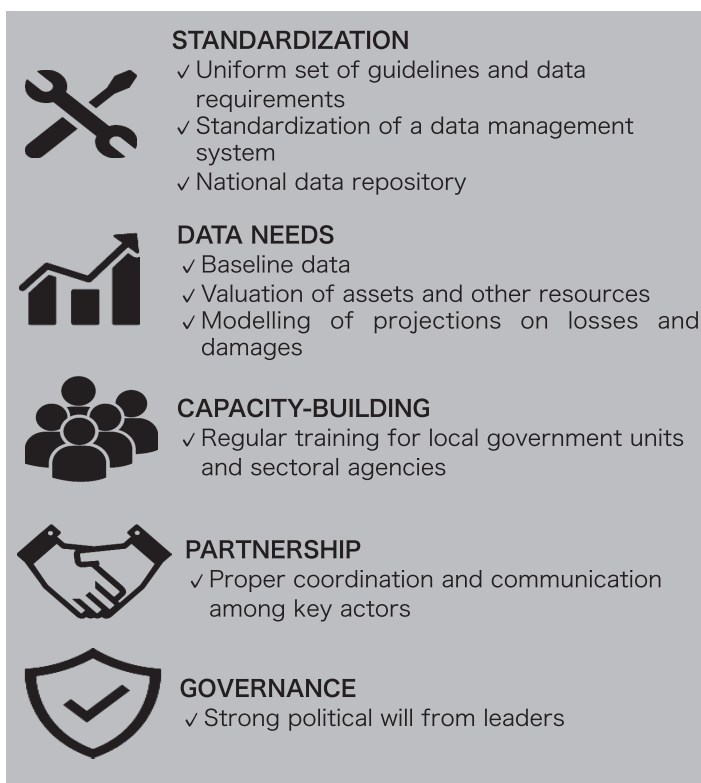 STANDARDIZATION
✓ Uniform set of guidelines and data
requirements
✓ Standardization of a data management
system
✓ National data repository
DATA NEEDS
✓ Baseline data
✓ Valuation of assets and other resources
✓ Modelling of projections on losses and
damages
CAPACITY-BUILDING
✓ Regular training for local government units
and sectoral agencies
PARTNERSHIP
✓ Proper coordination and communication
among key actors
GOVERNANCE
✓ Strong political will from leaders